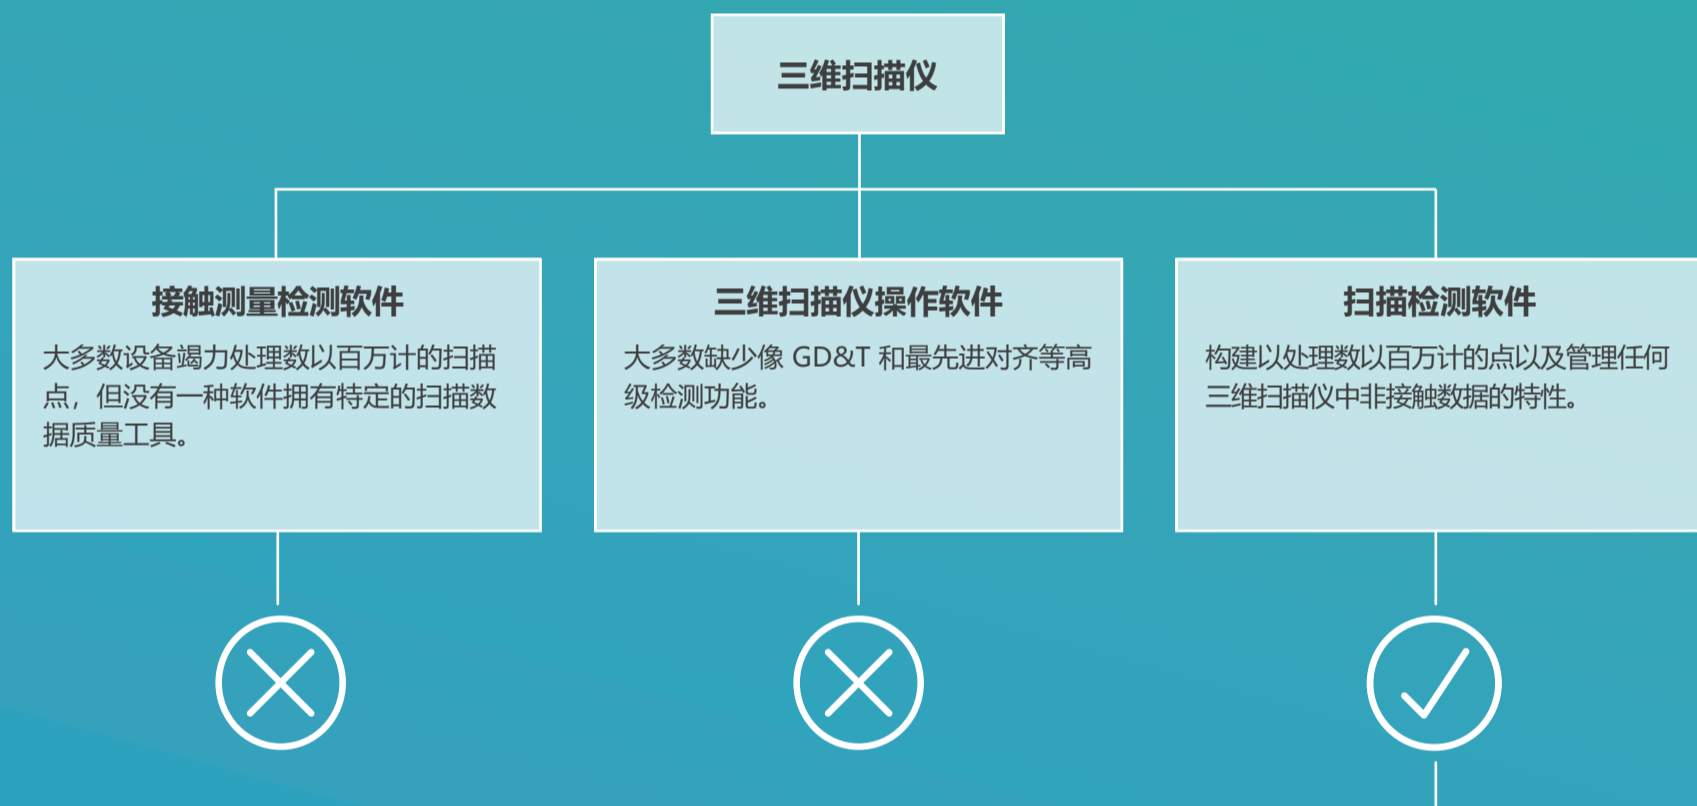 三维扫描仪
接触测量检测软件
大多数设备竭力处理数以百万计的扫描
点，但没有一种软件拥有特定的扫描数
据质量工具。
三维扫描仪操作软件
大多数缺少像 GD&T 和最先进对齐等高
级检测功能。
扫描检测软件
构建以处理数以百万计的点以及管理任何
三维扫描仪中非接触数据的特性。